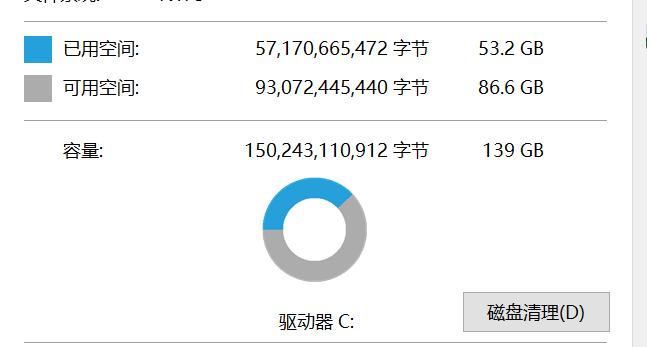 已用空间: 57,170,665,472 字节 53.2 GB
可用空间: 93,072,445,440 字节 86.6 GB
容量: 150,243,110,912 字节 139 GB
驱动器 C:
磁盘清理(D)